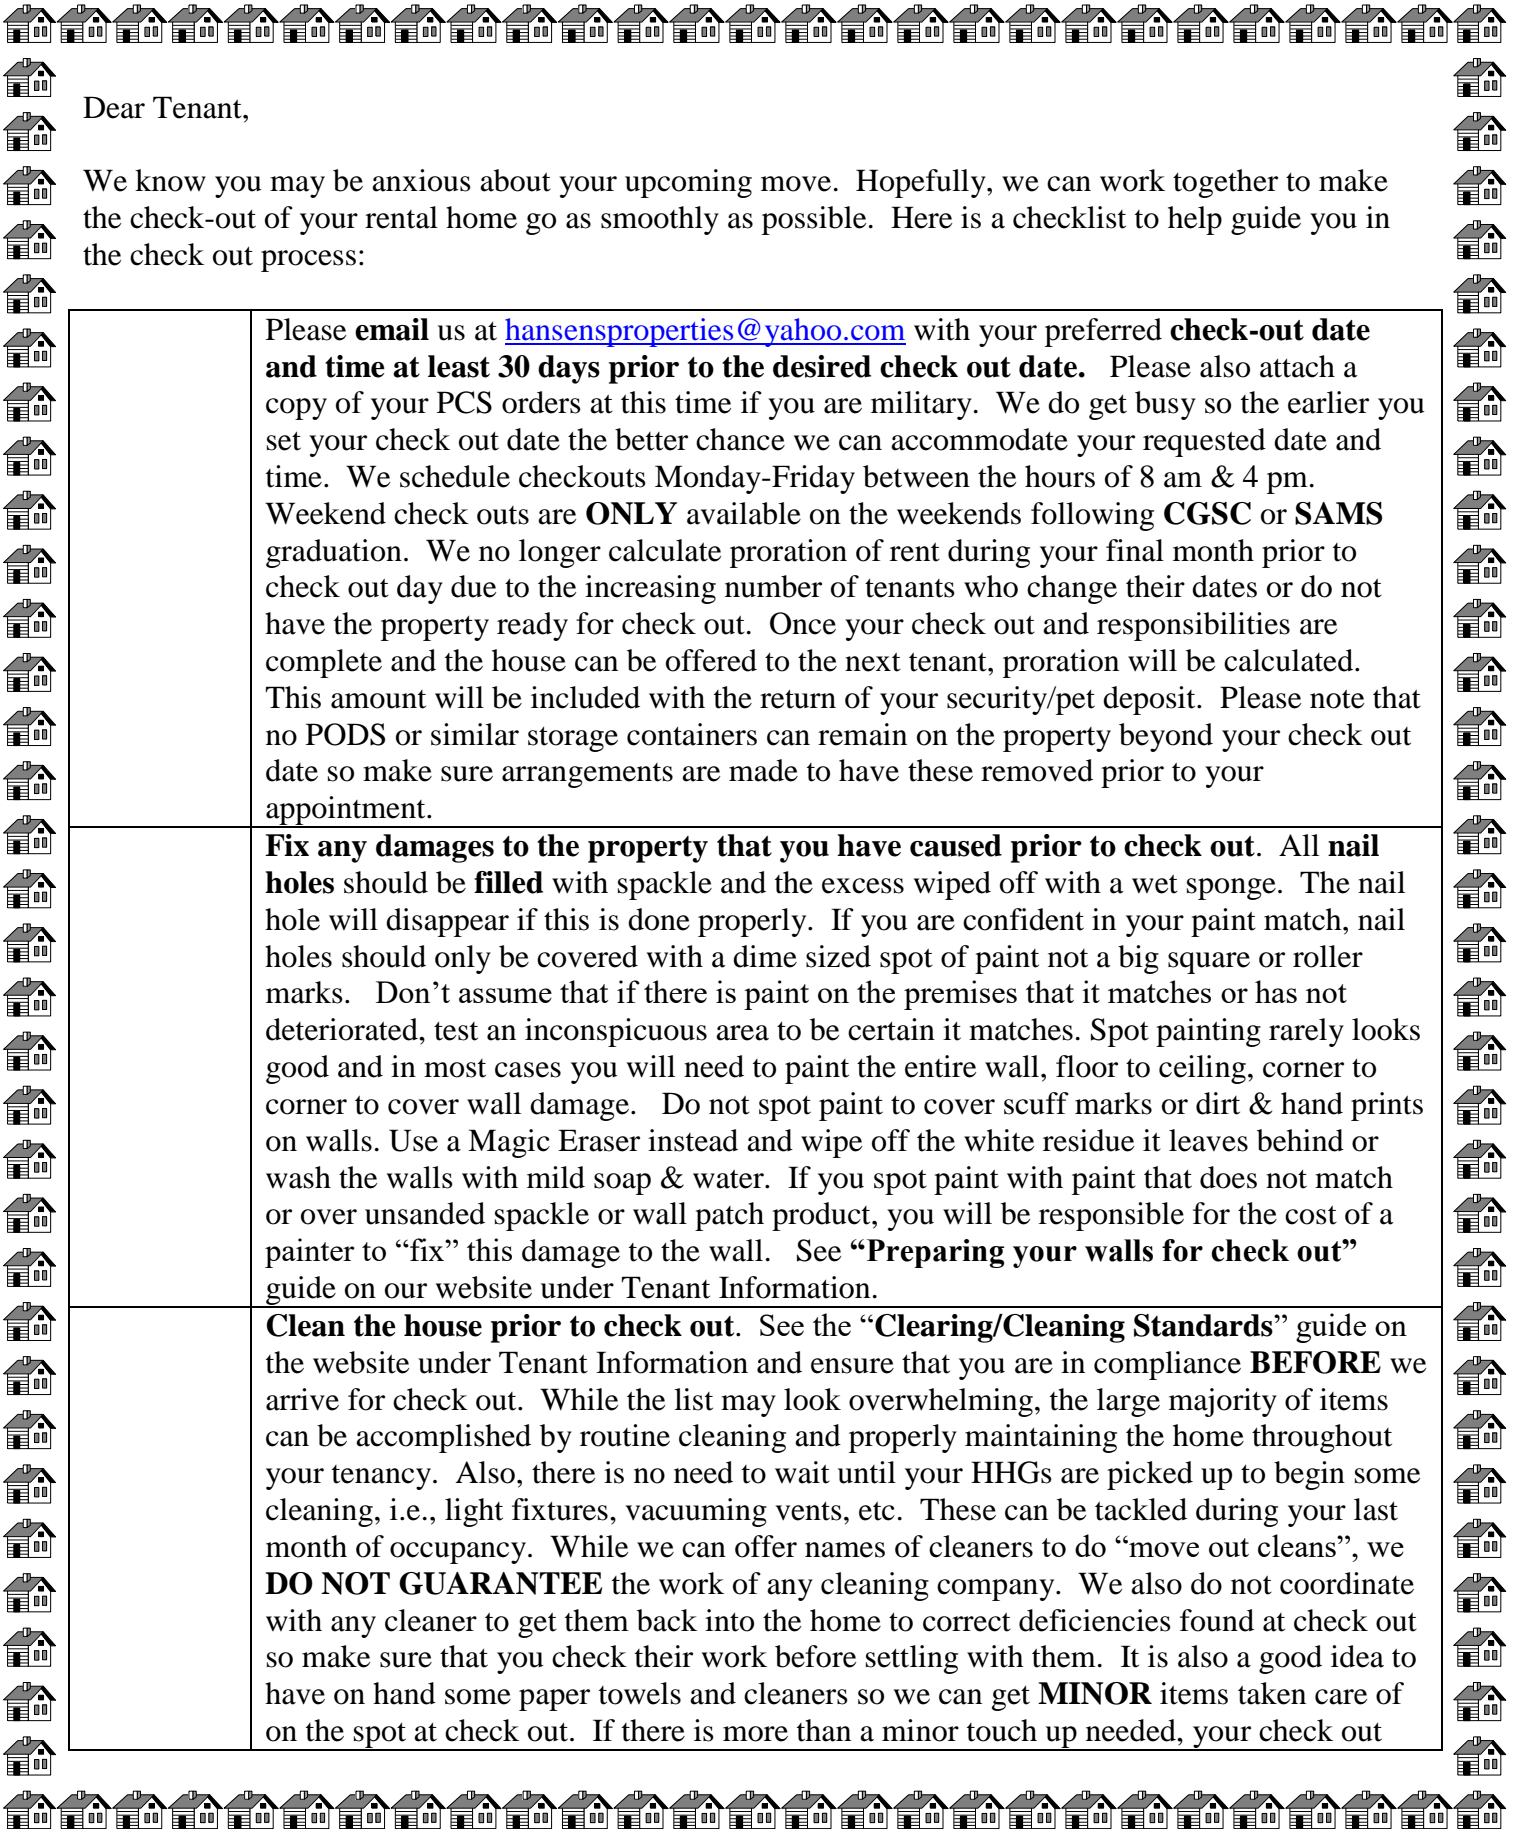 Dear Tenant,
We know you may be anxious about your upcoming move. Hopefully, we can work together to make
the check-out of your rental home go as smoothly as possible. Here is a checklist to help guide you in
the check out process:
Please email us at hansensproperties@yahoo.com with your preferred check-out date
and time at least 30 days prior to the desired check out date. Please also attach a
copy of your PCS orders at this time if you are military. We do get busy so the earlier you
set your check out date the better chance we can accommodate your requested date and
time. We schedule checkouts Monday-Friday between the hours of 8 am & 4 pm.
Weekend check outs are ONLY available on the weekends following CGSC or SAMS
graduation. We no longer calculate proration of rent during your final month prior to
check out day due to the increasing number of tenants who change their dates or do not
have the property ready for check out. Once your check out and responsibilities are
complete and the house can be offered to the next tenant, proration will be calculated.
This amount will be included with the return of your security/pet deposit. Please note that
no PODS or similar storage containers can remain on the property beyond your check out
date so make sure arrangements are made to have these removed prior to your
appointment.
Fix any damages to the property that you have caused prior to check out. All nail
holes should be filled with spackle and the excess wiped off with a wet sponge. The nail
hole will disappear if this is done properly. If you are confident in your paint match, nail
holes should only be covered with a dime sized spot of paint not a big square or roller
marks. Don’t assume that if there is paint on the premises that it matches or has not
deteriorated, test an inconspicuous area to be certain it matches. Spot painting rarely looks
good and in most cases you will need to paint the entire wall, floor to ceiling, corner to
corner to cover wall damage. Do not spot paint to cover scuff marks or dirt & hand prints
on walls. Use a Magic Eraser instead and wipe off the white residue it leaves behind or
wash the walls with mild soap & water. If you spot paint with paint that does not match
or over unsanded spackle or wall patch product, you will be responsible for the cost of a
painter to “fix” this damage to the wall. See “Preparing your walls for check out”
guide on our website under Tenant Information.
Clean the house prior to check out. See the “Clearing/Cleaning Standards” guide on
the website under Tenant Information and ensure that you are in compliance BEFORE we
arrive for check out. While the list may look overwhelming, the large majority of items
can be accomplished by routine cleaning and properly maintaining the home throughout
your tenancy. Also, there is no need to wait until your HHGs are picked up to begin some
cleaning, i.e., light fixtures, vacuuming vents, etc. These can be tackled during your last
month of occupancy. While we can offer names of cleaners to do “move out cleans”, we
DO NOT GUARANTEE the work of any cleaning company. We also do not coordinate
with any cleaner to get them back into the home to correct deficiencies found at check out
so make sure that you check their work before settling with them. It is also a good idea to
have on hand some paper towels and cleaners so we can get MINOR items taken care of
on the spot at check out. If there is more than a minor touch up needed, your check out